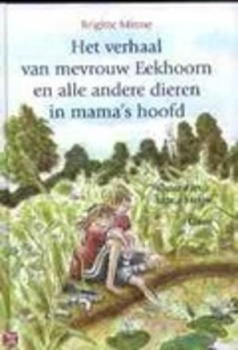 Brigitte Minne
Het verhaal
van mevrouw Eekhoorn
en alle andere dieren
in mama's hoofd